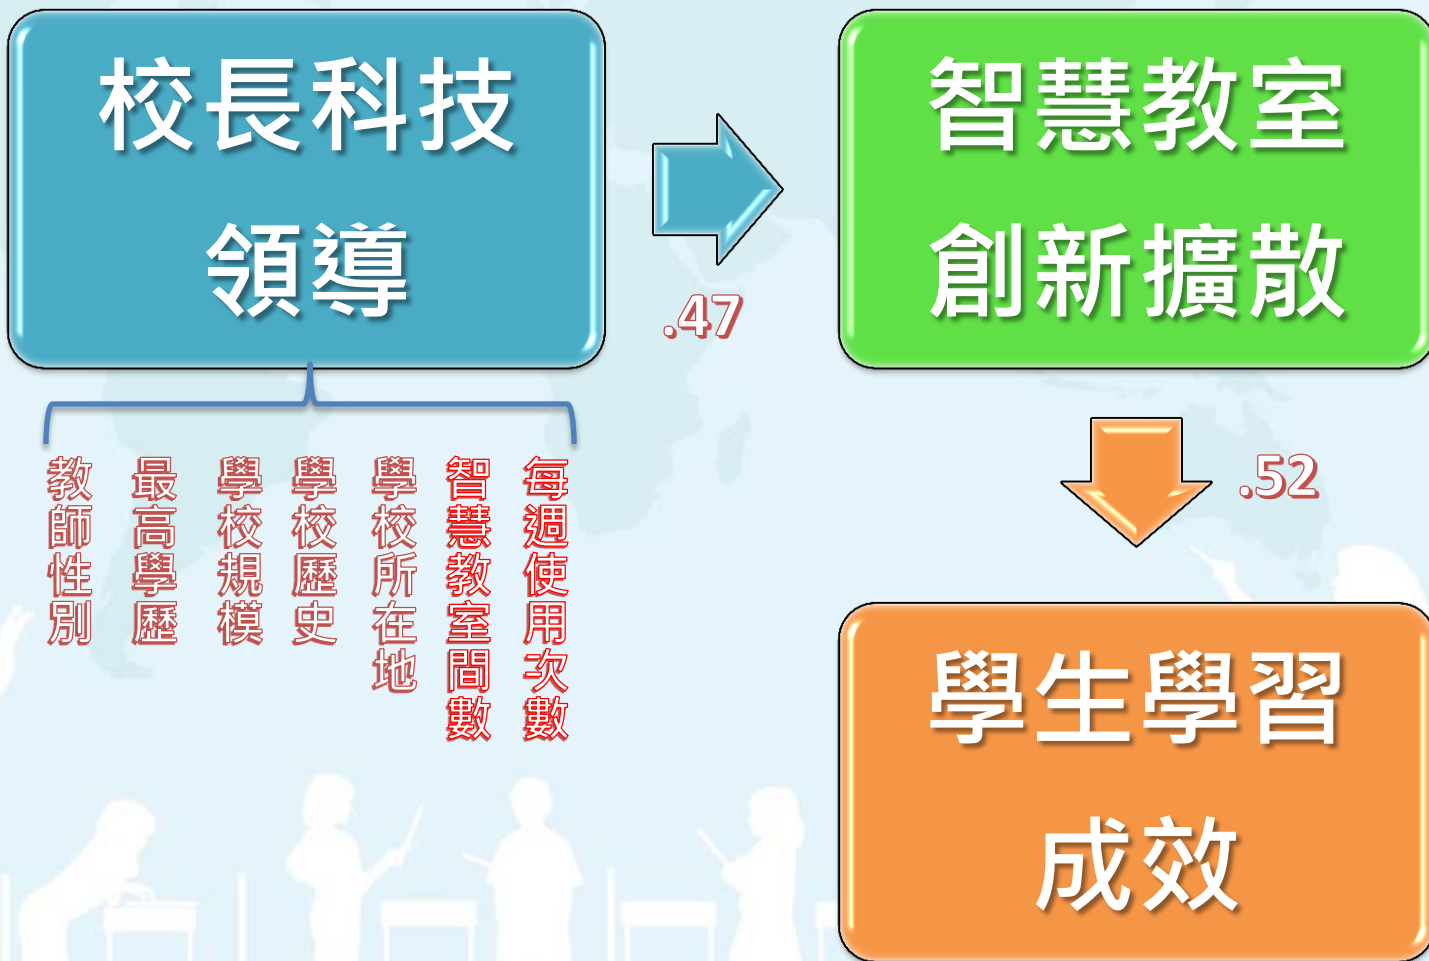 校長科技
領導
.47
智慧教室
創新擴散
教師性別
最高學歷
學校規模
學校歷史
學校所在地
智慧教室間數
每週使用次數
.52
學生學習
成效